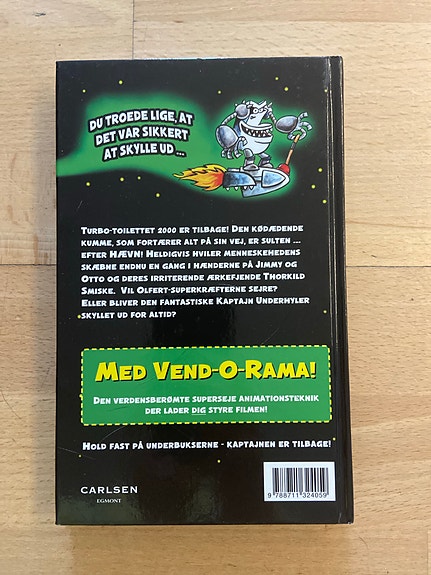 DU TROEDE LIGE, AT
DET VAR SIKKERT
AT SKYLLE UD ...
TURBO-TOILETTET 2000 ER TILBAGE! DEN KØDÆDENDE
KUMME, SOM FORTÆRER ALT PÅ SIN VEJ, ER SULTEN ...
EFTER HÆVN! HELDIGVIS HVILER MENNESKEHEDENS
SKÆBNE ENDNU EN GANG I HÆNDERNE PÅ JIMMY OG
OTTO OG DERES IRRITERENDE ÆRKEFJENDE THORKILD
SMISKE. VIL OLFERT-SUPERKRÆFTERNE SEJRE?
ELLER BLIVER DEN FANTASTISKE KAPTAJN UNDERHYLER
SKYLLET UD FOR ALTID?
MED VEND-O-RAMA!
DEN VERDENSBERØMTE SUPERSEJE ANIMATIONSTEKNIK
DER LADER DIG STYRE FILMEN!
HOLD FAST PÅ UNDERBUKSERNE - KAPTAJNEN ER TILBAGE!
CARLSEN
EGMONT
9 788711 324059